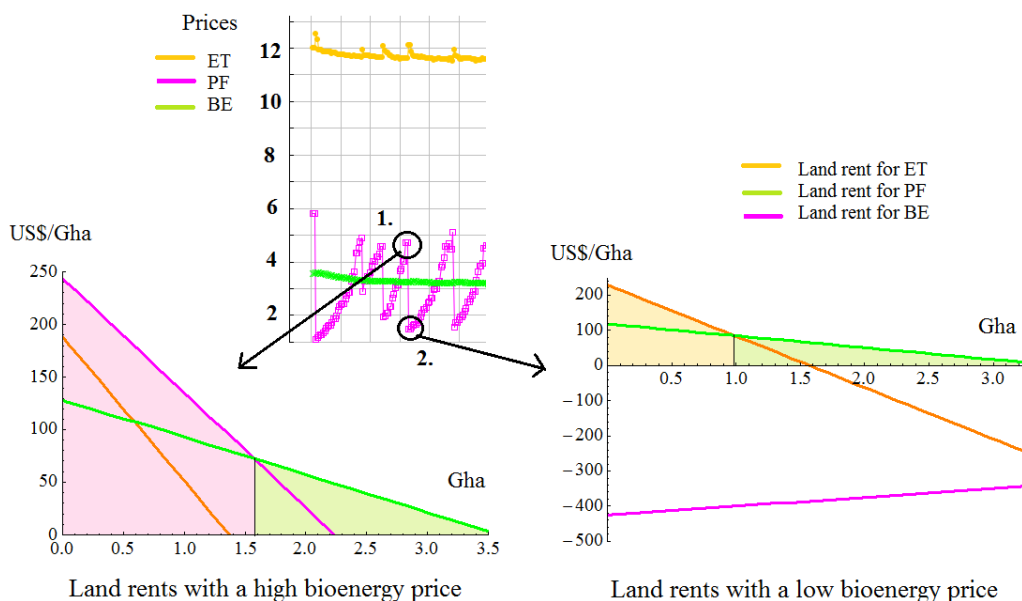 Prices
ET
PF
BE
12
10
8
6
4
2
1.
2.
US$/Gha
250
200
150
100
50
0
0.0 0.5 1.0 1.5 2.0 2.5 3.0 3.5
Gha
Land rents with a high bioenergy price
Land rent for ET
Land rent for PF
Land rent for BE
US$/Gha
200
100
0
−100
−200
−300
−400
−500
0.5 1.0 1.5 2.0 2.5 3.0
Gha
Land rents with a low bioenergy price